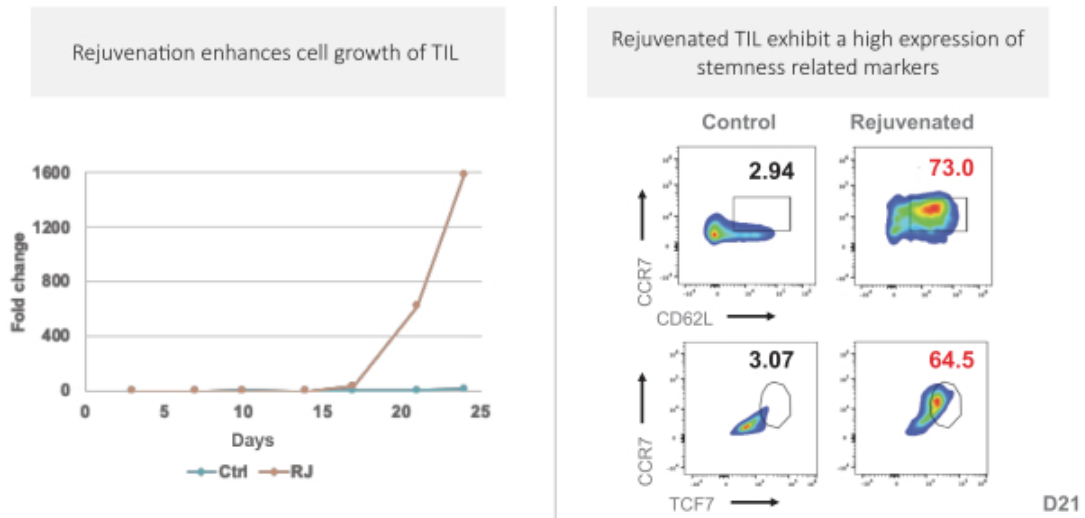 Rejuvenation enhances cell growth of TIL
1600
1200
800
400
0
Fold change
0 5 10 15 20 25
Days
Ctrl RJ
Rejuvenated TIL exhibit a high expression of
stemness related markers
Control Rejuvenated
2.94 73.0
CCR7
CD62L
3.07 64.5
CCR7
TCF7
D21